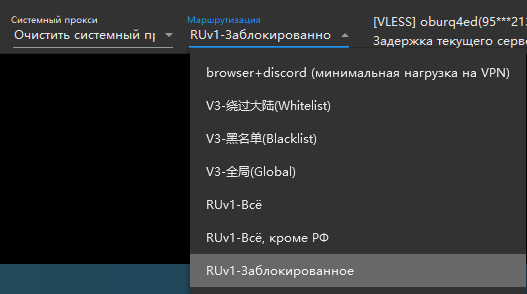 Системный прокси
Очистить системный пр
Маршрутизация
RUv1-Заблокированно
[VLESS] oburq4ed(95***213
Задержка текущего серве
browser+discord (минимальная нагрузка на VPN)
V3-绕过大陆(Whitelist)
V3-黑名单(Blacklist)
V3-全局(Global)
RUv1-Всё
RUv1-Всё, кроме РФ
RUv1-Заблокированное